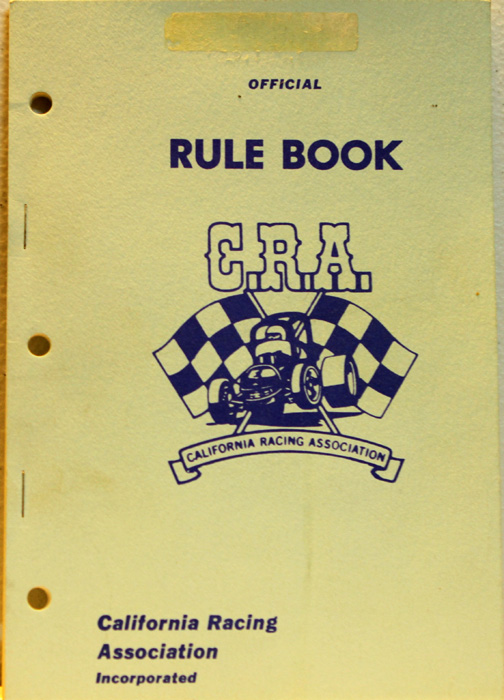 OFFICIAL
RULE BOOK
C.R.A.
CALIFORNIA RACING ASSOCIATION
California Racing
Association
Incorporated